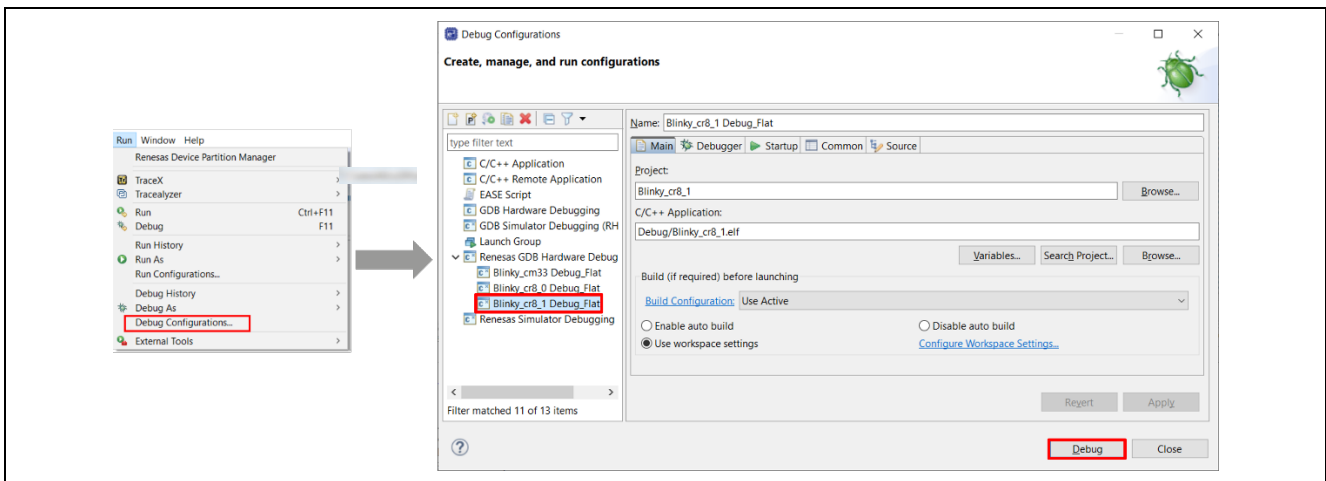 Run Window Help
Renesas Device Partition Manager
TraceX
Tracealyzer
Run Ctrl+F11
Debug F11
Run History
Run As
Run Configurations...
Debug History
Debug As
Debug Configurations...
External Tools
Debug Configurations
Create, manage, and run configurations
type filter text
C/C++ Application
C/C++ Remote Application
EASE Script
GDB Hardware Debugging
GDB Simulator Debugging (RH
Launch Group
Renesas GDB Hardware Debug
Blinky_cm33 Debug_Flat
Blinky_cr8_0 Debug_Flat
Blinky_cr8_1 Debug_Flat
Renesas Simulator Debugging
Filter matched 11 of 13 items
Name: Blinky_cr8_1 Debug_Flat
Main Debugger Startup Common Source
Project:
Blinky_cr8_1 Browse...
C/C++ Application:
Debug/Blinky_cr8_1.elf
Variables... Search Project... Browse...
Build (if required) before launching
Build Configuration: Use Active
Enable auto build Disable auto build
Use workspace settings Configure Workspace Settings...
Revert Apply
Debug Close